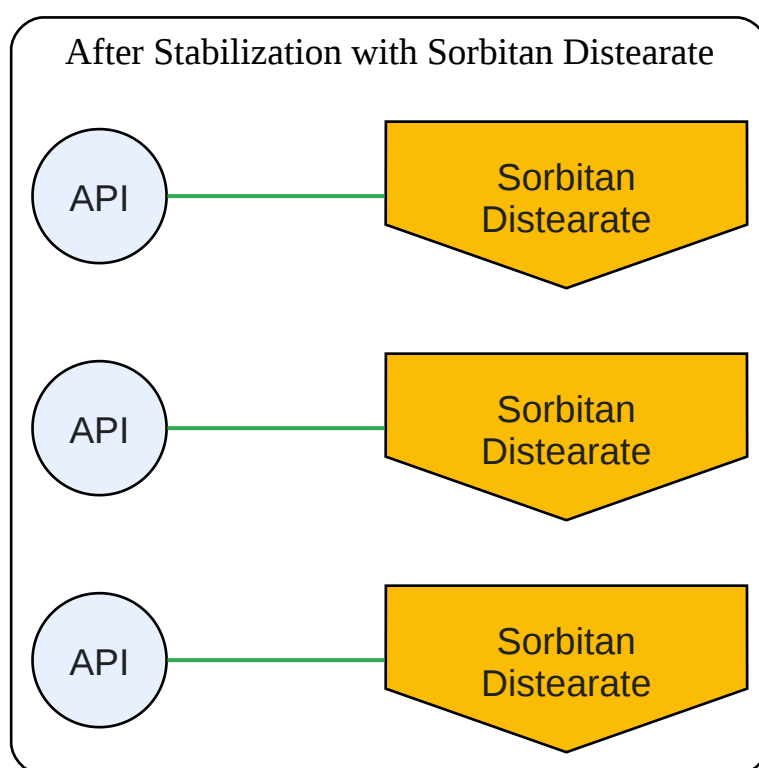 After Stabilization with Sorbitan Distearate
API
Sorbitan
Distearate
API
Sorbitan
Distearate
API
Sorbitan
Distearate